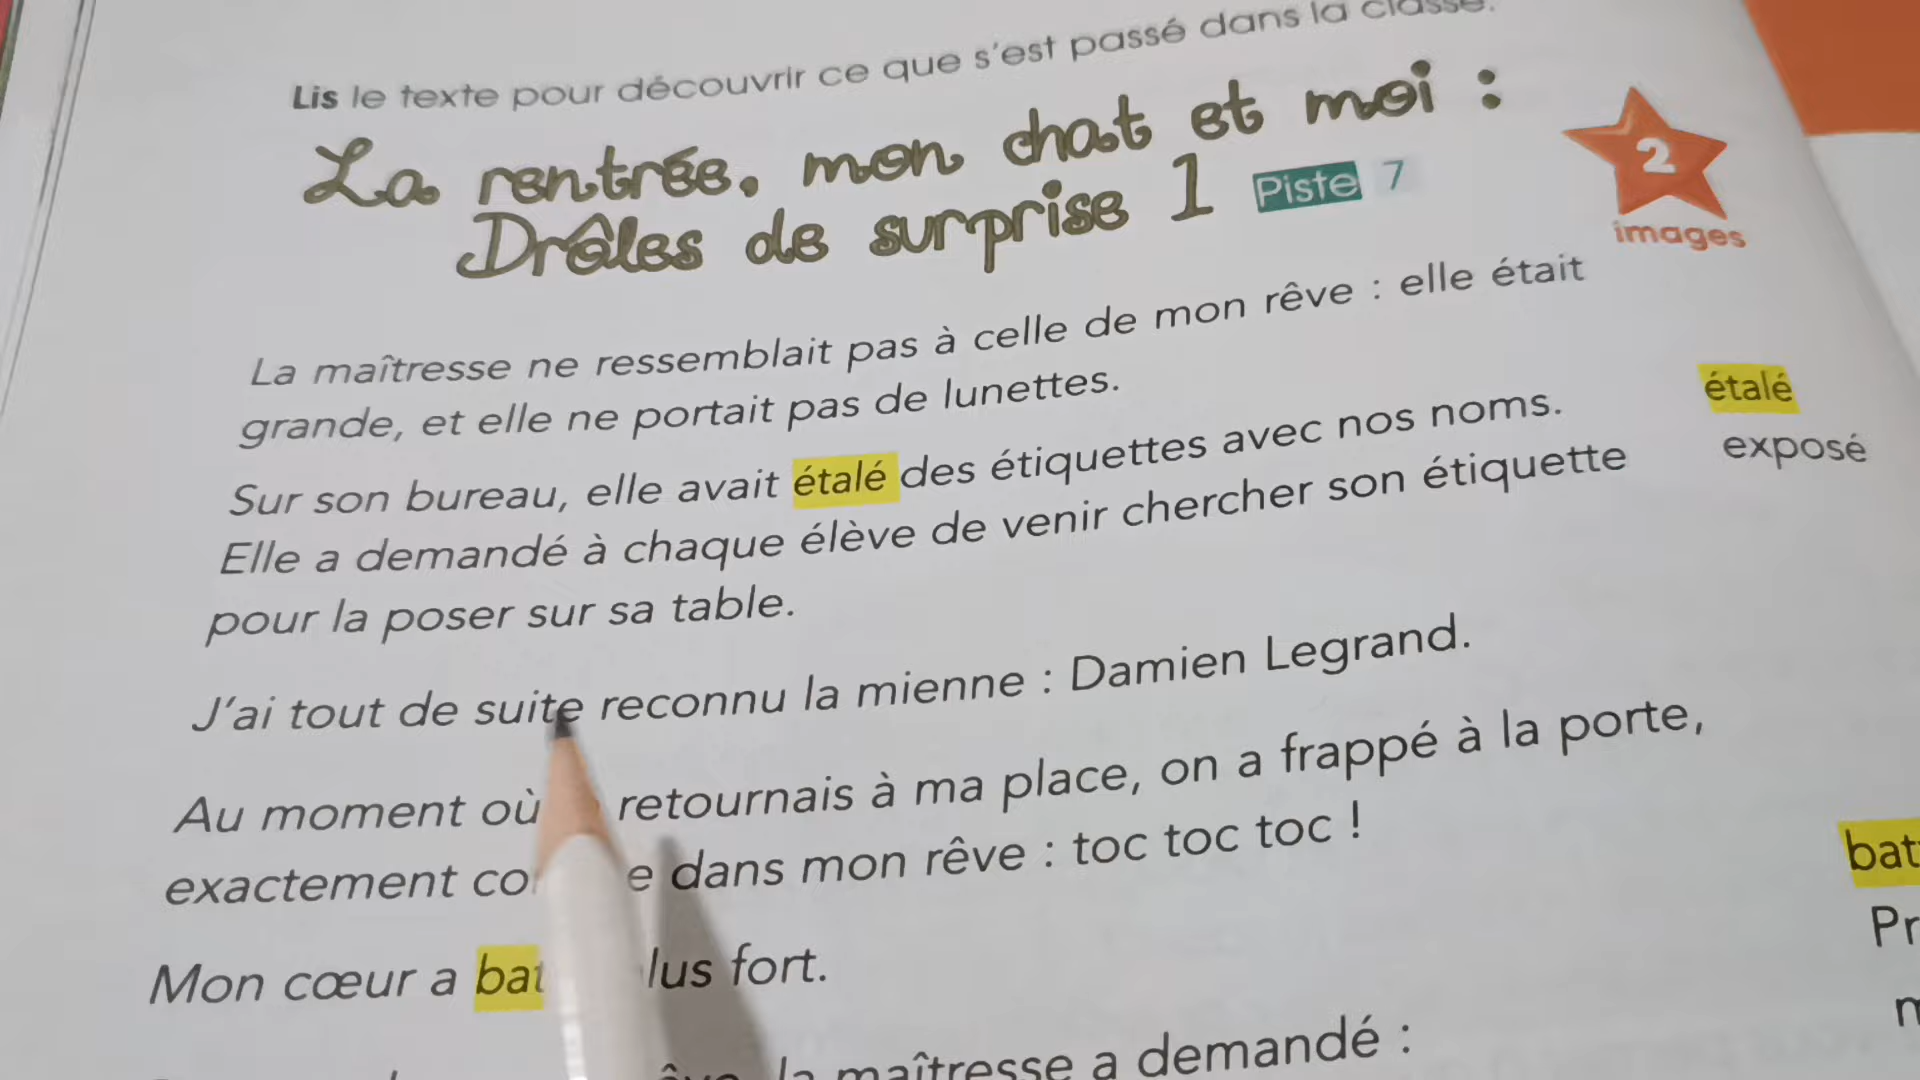 Lis le texte pour découvrir ce que s'est passé dans la classe.
La rentrée, mon chat et moi :
Drôles de surprise 1 Piste 7
2
images
La maîtresse ne ressemblait pas à celle de mon rêve : elle était
grande, et elle ne portait pas de lunettes.
Sur son bureau, elle avait étalé des étiquettes avec nos noms.
étalé
exposé
Elle a demandé à chaque élève de venir chercher son étiquette
pour la poser sur sa table.
J'ai tout de suite reconnu la mienne : Damien Legrand.
Au moment où retournais à ma place, on a frappé à la porte,
exactement dans mon rêve : toc toc toc !
Mon cœur a fort.
la maîtresse a demandé :